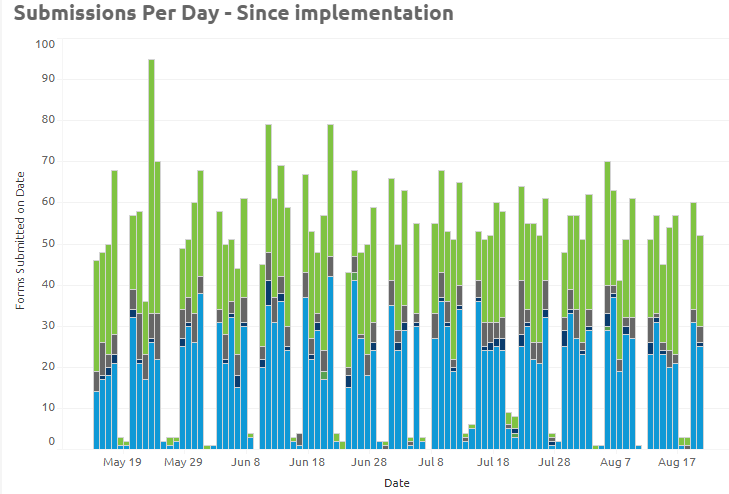 Submissions Per Day - Since implementation
100
90
80
70
60
50
40
30
20
10
0
Forms Submitted on Date
May 19 May 29 Jun 8 Jun 18 Jun 28 Jul 8 Jul 18 Jul 28 Aug 7 Aug 17
Date